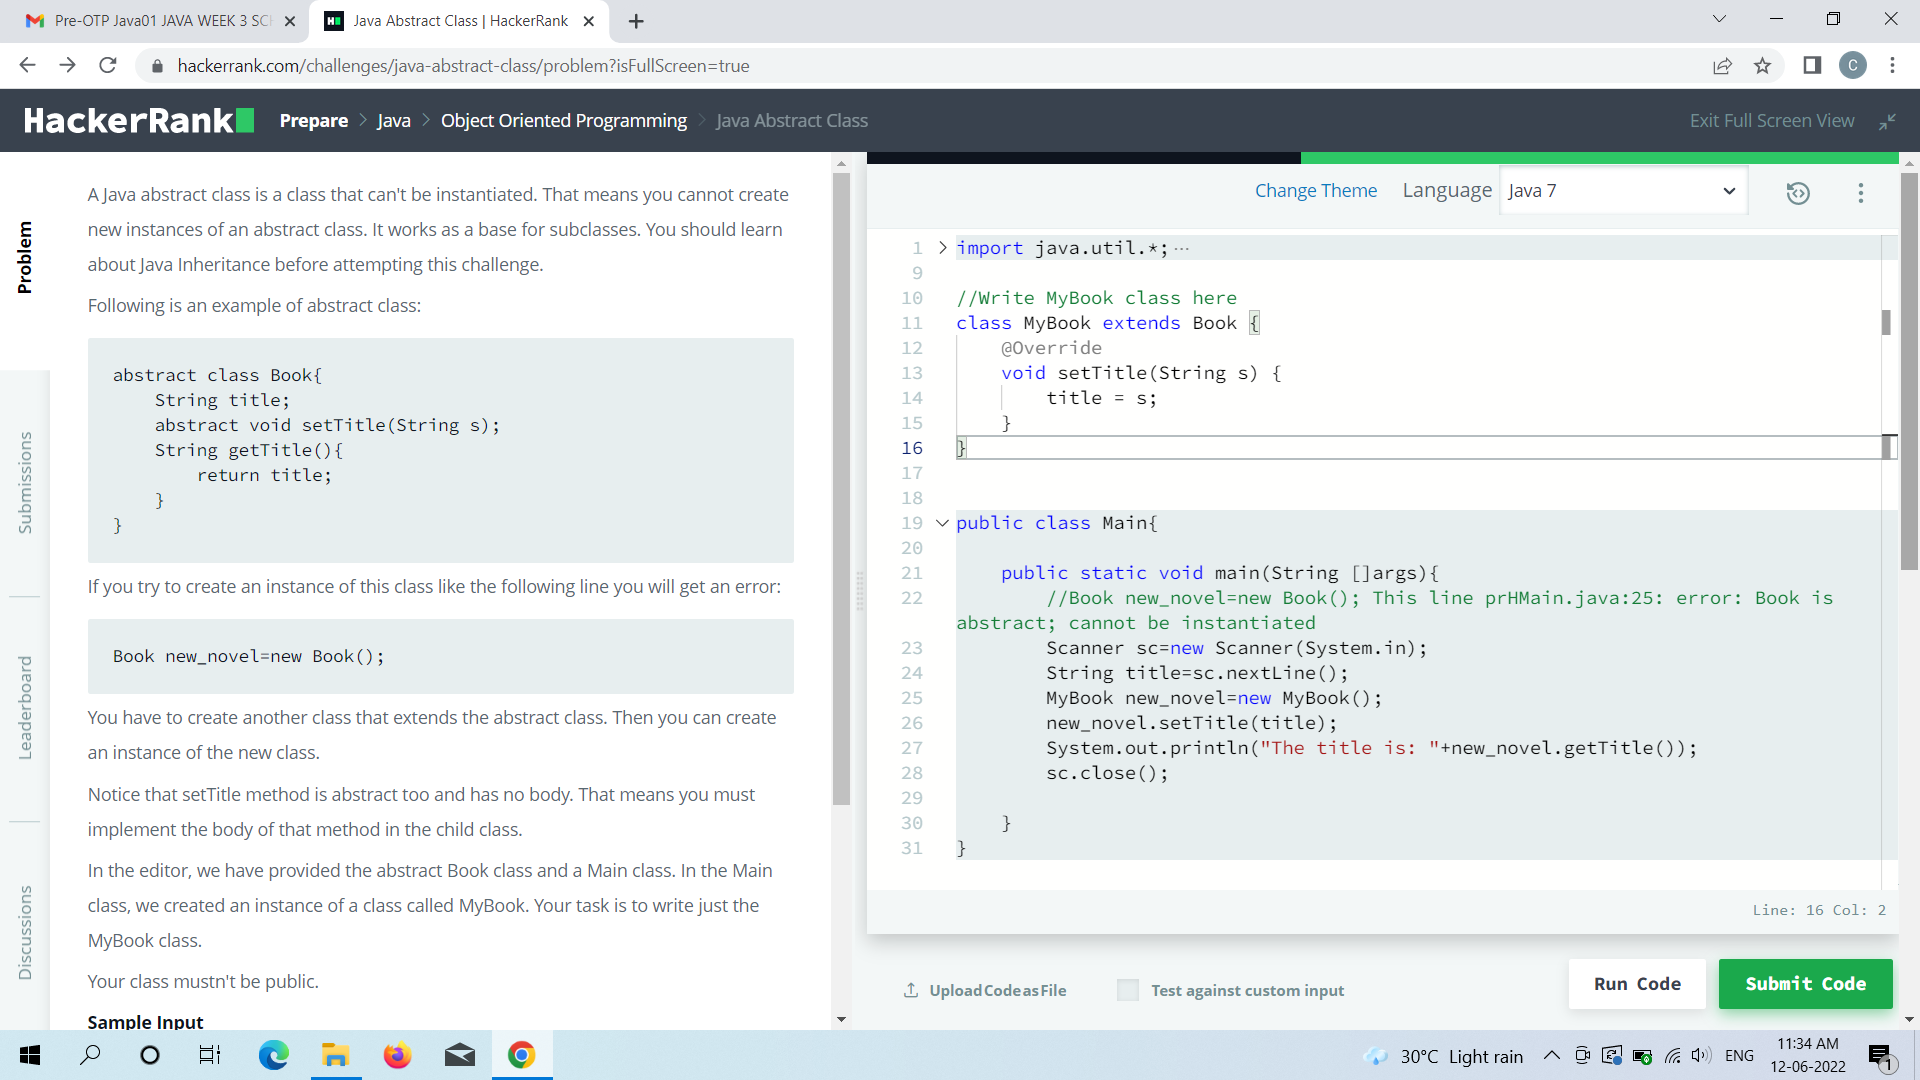 Pre-OTP Java01 JAVA WEEK 3 SC
Java Abstract Class | HackerRank
hackerrank.com/challenges/java-abstract-class/problem?isFullScreen=true
C
HackerRank
Prepare > Java > Object Oriented Programming > Java Abstract Class
Exit Full Screen View
Problem
Submissions
Leaderboard
Discussions
A Java abstract class is a class that can't be instantiated. That means you cannot create
new instances of an abstract class. It works as a base for subclasses. You should learn
about Java Inheritance before attempting this challenge.
Following is an example of abstract class:
abstract class Book{
    String title;
    abstract void setTitle(String s);
    String getTitle(){
        return title;
    }
}
If you try to create an instance of this class like the following line you will get an error:
Book new_novel=new Book();
You have to create another class that extends the abstract class. Then you can create
an instance of the new class.
Notice that setTitle method is abstract too and has no body. That means you must
implement the body of that method in the child class.
In the editor, we have provided the abstract Book class and a Main class. In the Main
class, we created an instance of a class called MyBook. Your task is to write just the
MyBook class.
Your class mustn't be public.
Sample Input
Change Theme Language Java 7
1 import java.util.*; ...
9
10 //Write MyBook class here
11 class MyBook extends Book {
12     @Override
13     void setTitle(String s) {
14         title = s;
15     }
16 }
17
18
19 public class Main{
20
21     public static void main(String []args){
22         //Book new_novel=new Book(); This line prHMain.java:25: error: Book is
abstract; cannot be instantiated
23         Scanner sc=new Scanner(System.in);
24         String title=sc.nextLine();
25         MyBook new_novel=new MyBook();
26         new_novel.setTitle(title);
27         System.out.println("The title is: "+new_novel.getTitle());
28         sc.close();
29
30     }
31 }
Line: 16 Col: 2
Upload Code as File
Test against custom input
Run Code
Submit Code
30°C Light rain
ENG
11:34 AM
12-06-2022
1